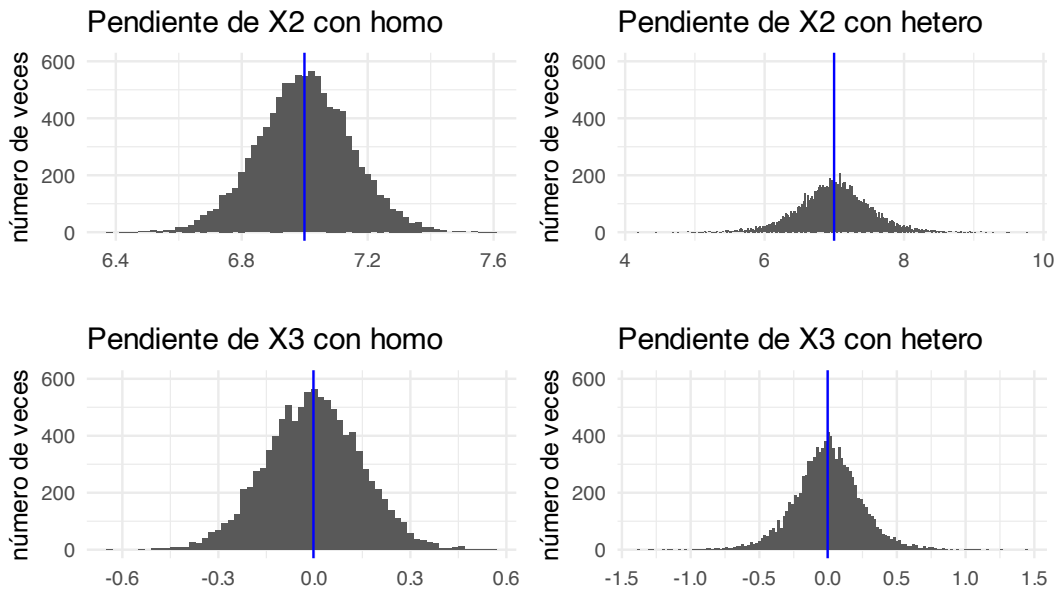 Pendiente de X2 con homo
número de veces
600
400
200
0
6.4 6.8 7.2 7.6
Pendiente de X2 con hetero
número de veces
600
400
200
0
4 6 8 10
Pendiente de X3 con homo
número de veces
600
400
200
0
-0.6 -0.3 0.0 0.3 0.6
Pendiente de X3 con hetero
número de veces
600
400
200
0
-1.5 -1.0 -0.5 0.0 0.5 1.0 1.5